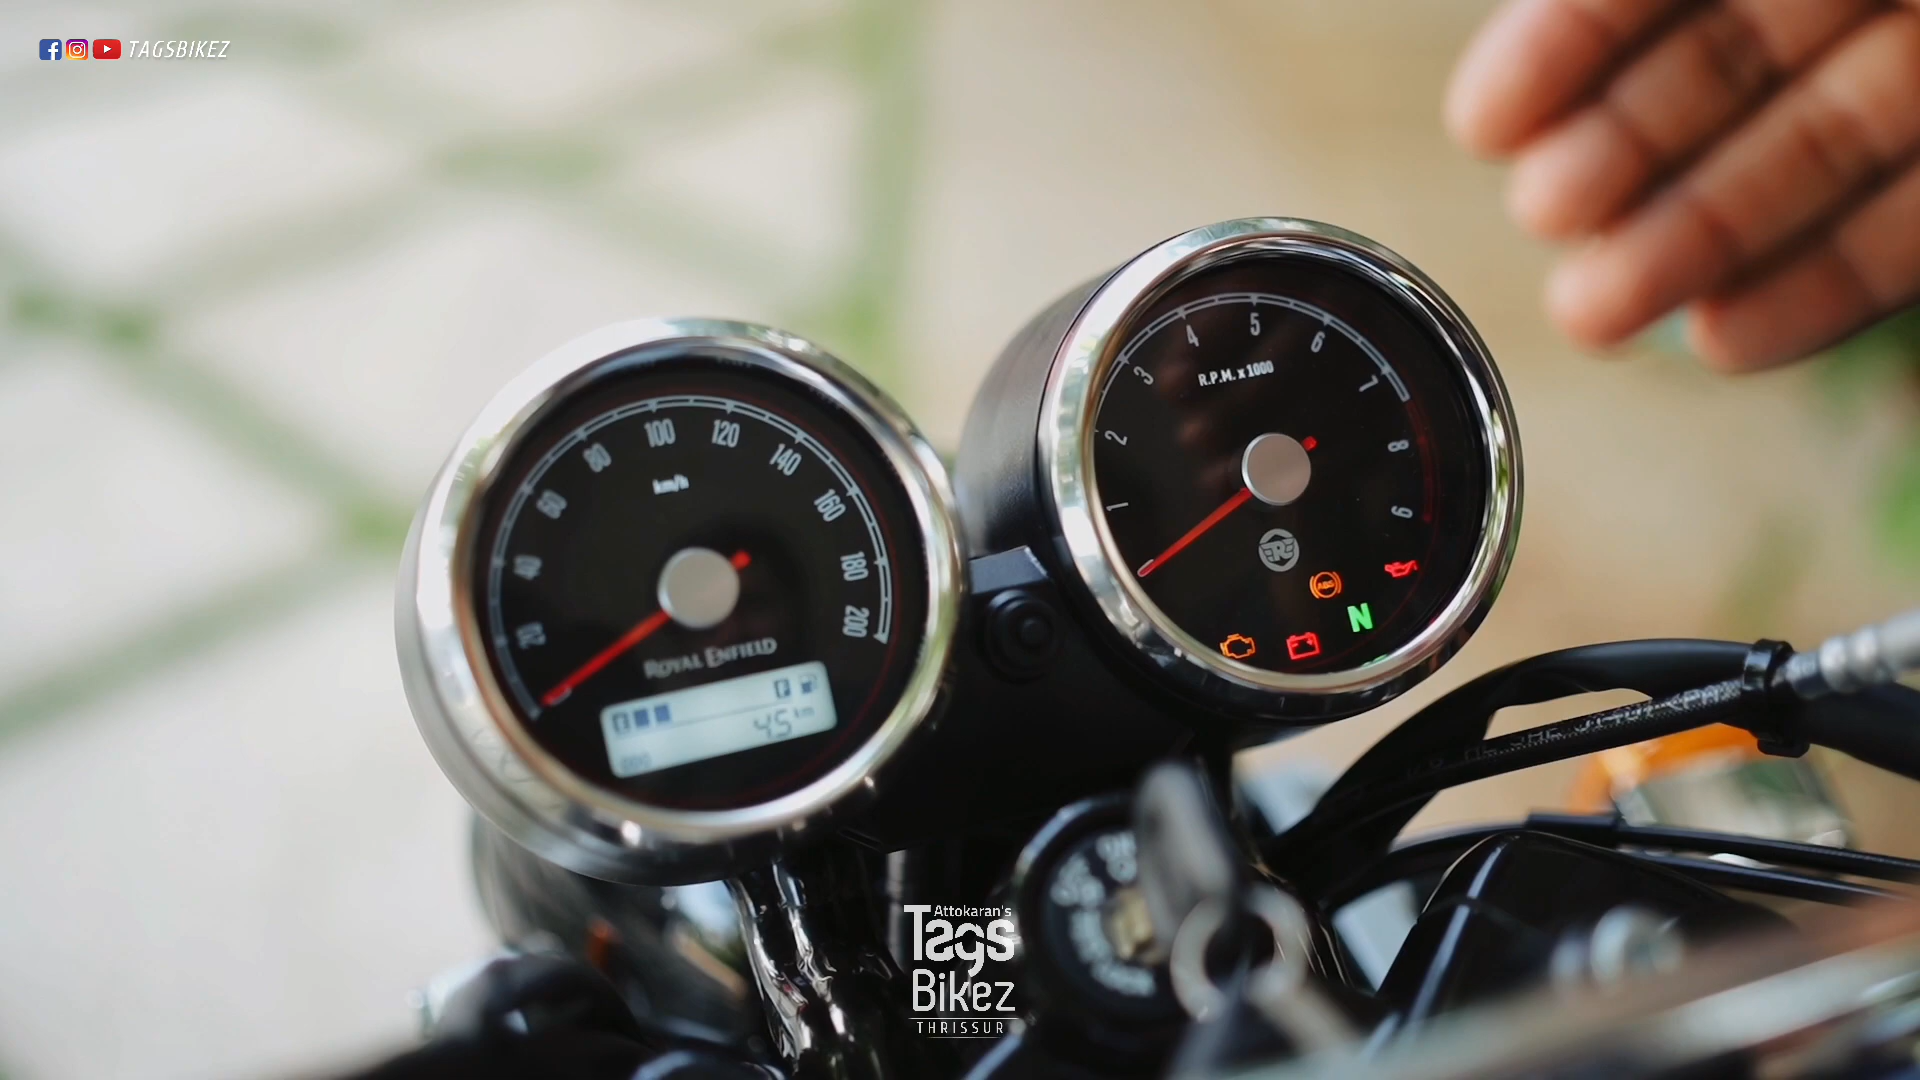 TAGSBIKEZ
20
40
60
80
100
120
140
160
180
200
km/h
ROYAL ENFIELD
F
E
45 km
1
2
3
4
5
6
7
8
9
R.P.M. x 1000
R
ABS
N
Attokaran's
Tags
Bikez
THRISSUR